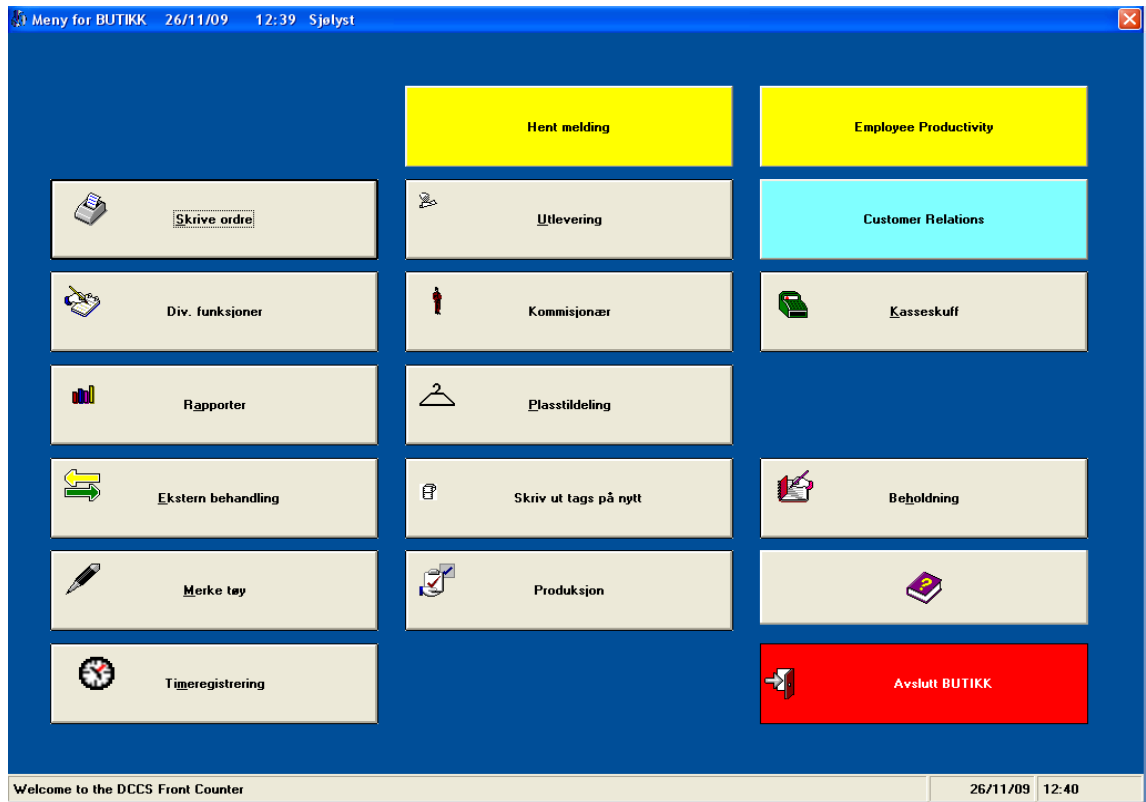 Meny for BUTIKK 26/11/09 12:39 Sjølyst
Hent melding
Employee Productivity
Skrive ordre
Utlevering
Customer Relations
Div. funksjoner
Kommisjonær
Kasseskuff
Rapporter
Plasstildeling
Ekstern behandling
Skriv ut tags på nytt
Beholdning
Merke tøy
Produksjon
?
Timeregistrering
Avslutt BUTIKK
Welcome to the DCCS Front Counter
26/11/09 12:40